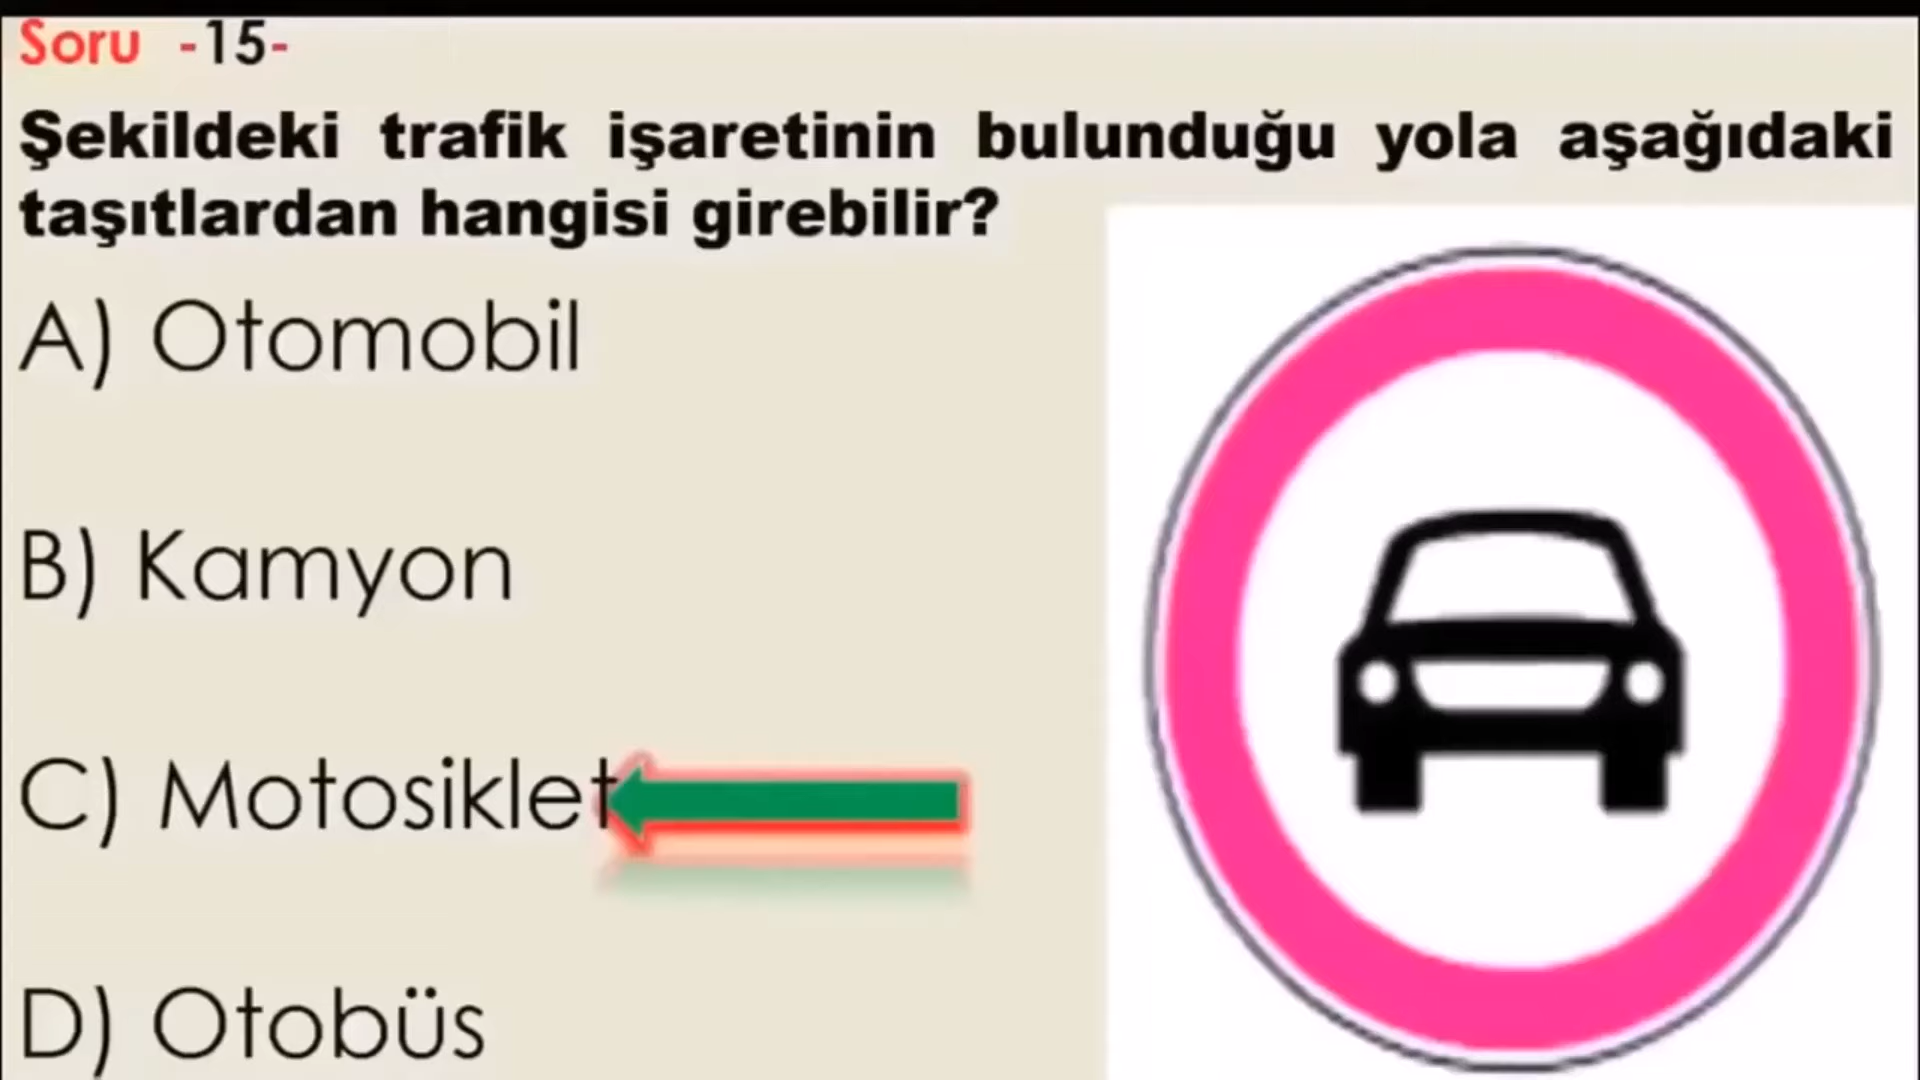 Soru -15-
Şekildeki trafik işaretinin bulunduğu yola aşağıdaki
taşıtlardan hangisi girebilir?
A) Otomobil
B) Kamyon
C) Motosiklet
D) Otobüs